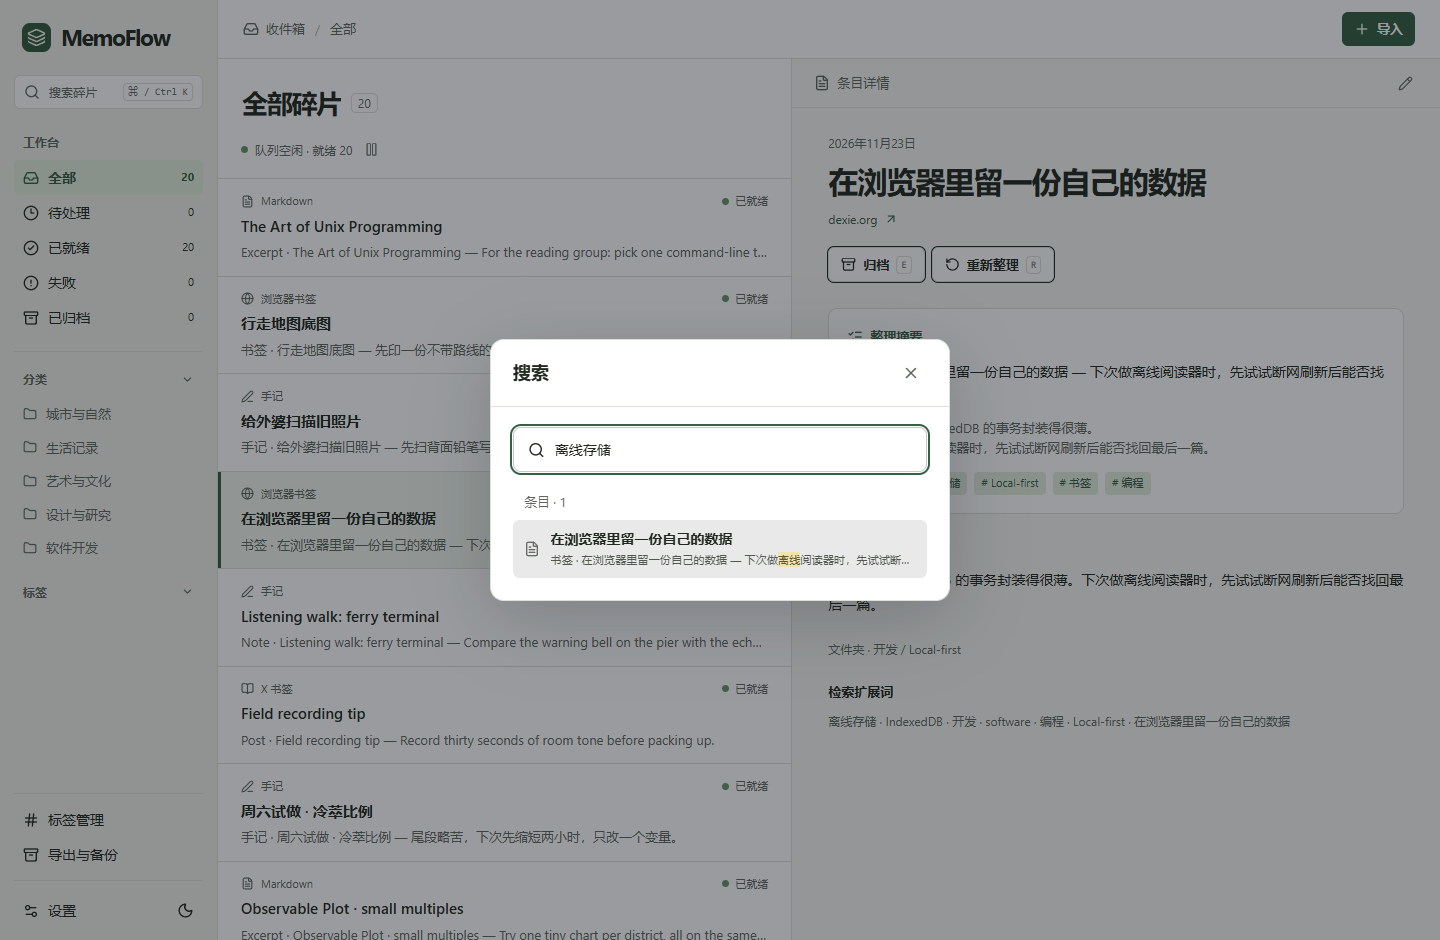 MemoFlow
搜索碎片
⌘ / Ctrl K
工作台
全部 20
待处理 0
已就绪 20
失败 0
已归档 0
分类
城市与自然
生活记录
艺术与文化
设计与研究
软件开发
标签
标签管理
导出与备份
设置
收件箱 / 全部
导入
全部碎片 20
队列空闲 · 就绪 20
Markdown 已就绪
The Art of Unix Programming
Excerpt · The Art of Unix Programming — For the reading group: pick one command-line t...
浏览器书签 已就绪
行走地图底图
书签 · 行走地图底图 — 先印一份不带路线的
手记
给外婆扫描旧照片
手记 · 给外婆扫描旧照片 — 先扫背面铅笔写
浏览器书签
在浏览器里留一份自己的数据
书签 · 在浏览器里留一份自己的数据 — 下次
手记
Listening walk: ferry terminal
Note · Listening walk: ferry terminal — Compare the warning bell on the pier with the ech...
X 书签 已就绪
Field recording tip
Post · Field recording tip — Record thirty seconds of room tone before packing up.
手记 已就绪
周六试做 · 冷萃比例
手记 · 周六试做 · 冷萃比例 — 尾段略苦，下次先缩短两小时，只改一个变量。
Markdown 已就绪
Observable Plot · small multiples
Excerpt · Observable Plot · small multiples — Try one tiny chart per district, all on the same...
条目详情
2026年11月23日
在浏览器里留一份自己的数据
dexie.org
归档 E
重新整理 R
整理摘要
里留一份自己的数据 — 下次做离线阅读器时，先试试断网刷新后能否找
edDB 的事务封装得很薄。
读器时，先试试断网刷新后能否找回最后一篇。
储 # Local-first # 书签 # 编程
的事务封装得很薄。下次做离线阅读器时，先试试断网刷新后能否找回最
后一篇。
文件夹 · 开发 / Local-first
检索扩展词
离线存储 · IndexedDB · 开发 · software · 编程 · Local-first · 在浏览器里留一份自己的数据
搜索
离线存储
条目 · 1
在浏览器里留一份自己的数据
书签 · 在浏览器里留一份自己的数据 — 下次做离线阅读器时，先试试断...